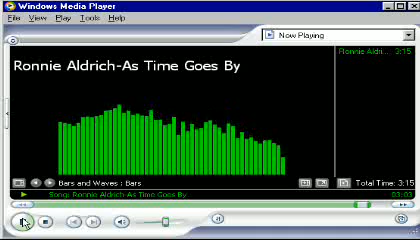 Windows Media Player
File View Play Tools Help
Now Playing
Ronnie Aldrich-As Time Goes By
Ronnie Aldri... 3:15
Bars and Waves : Bars
Total Time: 3:15
Song: Ronnie Aldrich-As Time Goes By
03:03